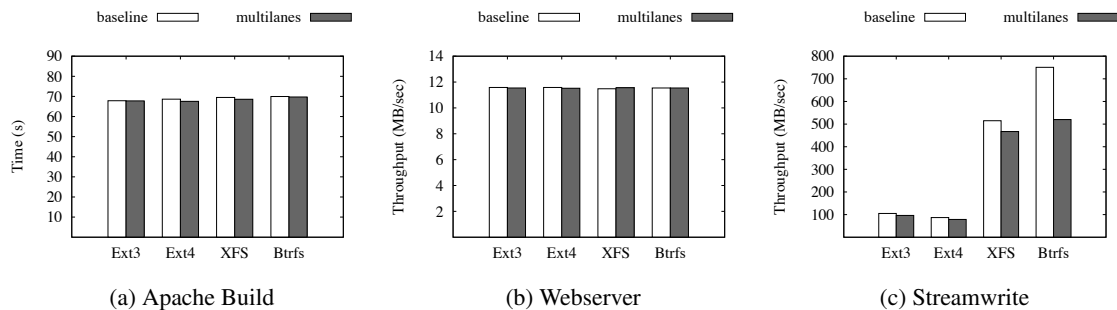 baseline multilanes
90
80
70
60
50
40
30
20
10
Time (s)
Ext3 Ext4 XFS Btrfs
(a) Apache Build
baseline multilanes
14
12
10
8
6
4
2
Throughput (MB/sec)
Ext3 Ext4 XFS Btrfs
(b) Webserver
baseline multilanes
800
700
600
500
400
300
200
100
Throughput (MB/sec)
Ext3 Ext4 XFS Btrfs
(c) Streamwrite